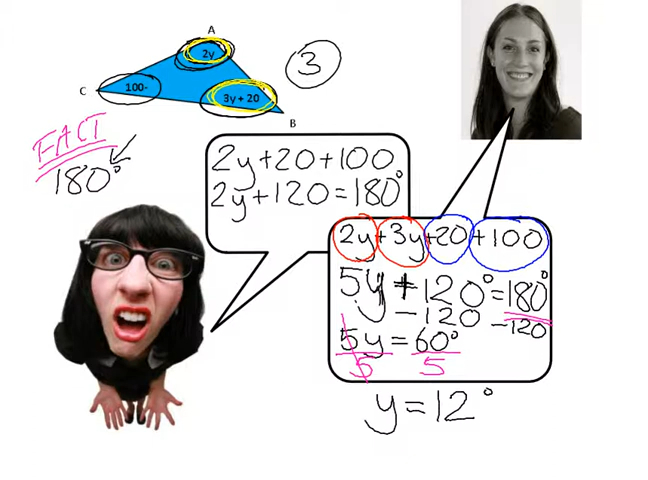 A
2y
3
C
100°
3y + 20
B
FACT
180°
2y+20+100
2y+120=180°
2y+3y+20+100
5y+120°=180°
-120 -120
5y=60°
5 5
y=12°